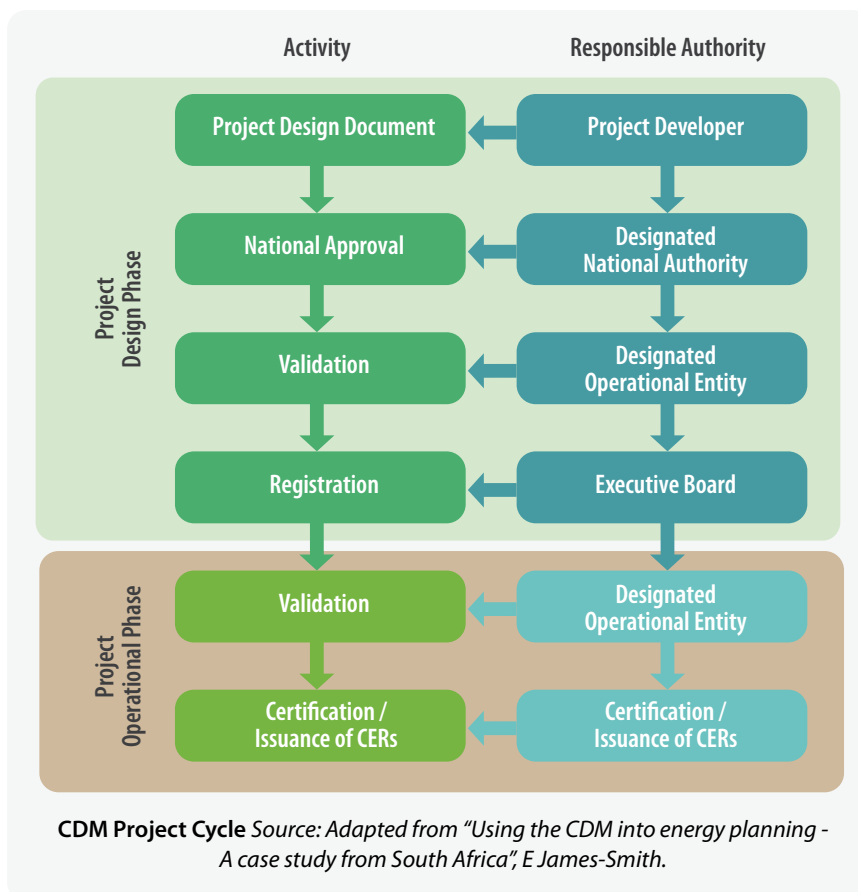 Activity
Responsible Authority
Project
Design Phase
Project Design Document
Project Developer
National Approval
Designated
National Authority
Validation
Designated
Operational Entity
Registration
Executive Board
Project
Operational Phase
Validation
Designated
Operational Entity
Certification /
Issuance of CERs
Certification /
Issuance of CERs
CDM Project Cycle Source: Adapted from “Using the CDM into energy planning -
A case study from South Africa”, E James-Smith.